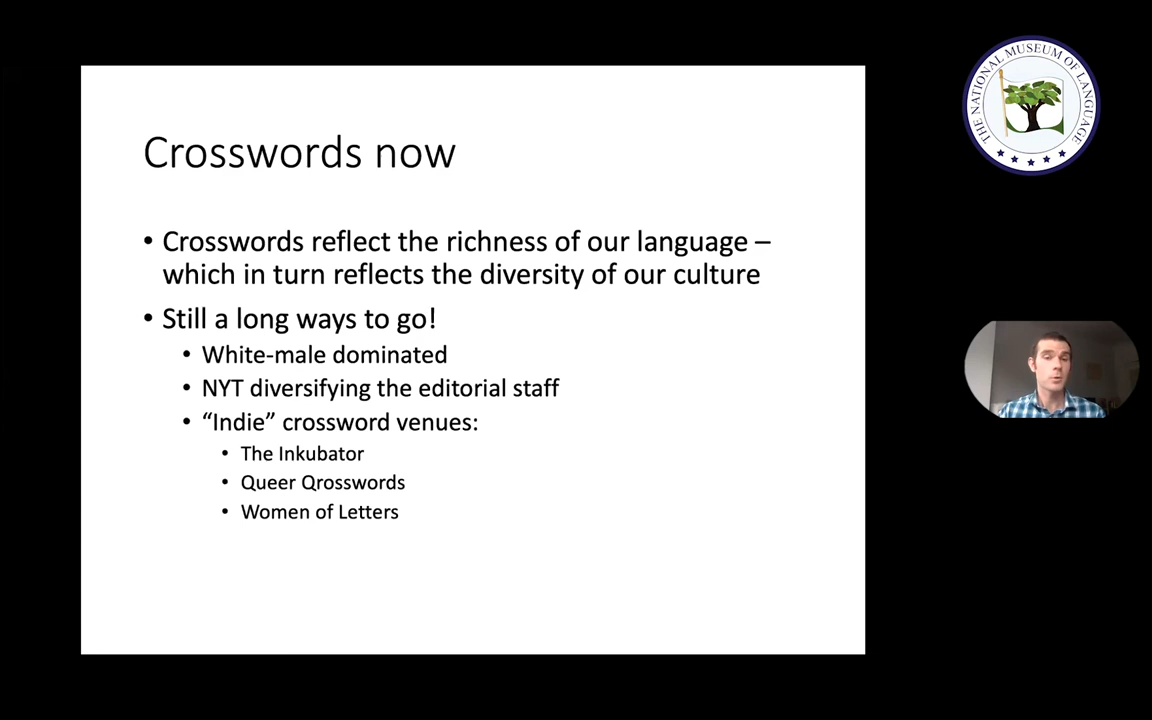 THE NATIONAL MUSEUM OF LANGUAGE
Crosswords now
• Crosswords reflect the richness of our language –
which in turn reflects the diversity of our culture
• Still a long ways to go!
• White-male dominated
• NYT diversifying the editorial staff
• “Indie” crossword venues:
• The Inkubator
• Queer Qrosswords
• Women of Letters